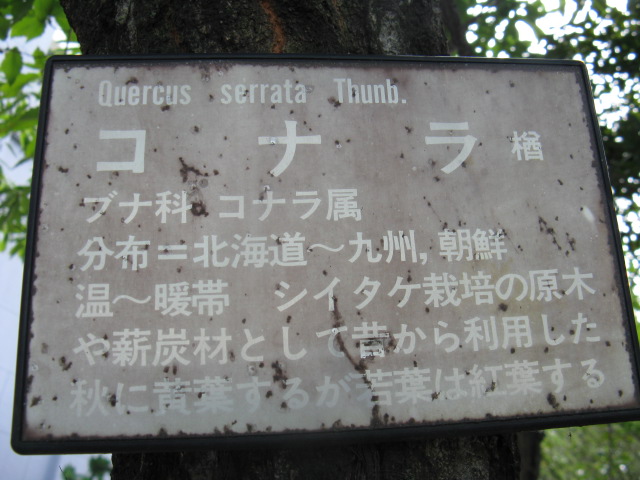 Quercus serrata Thunb.
コナラ 楢
ブナ科 コナラ属
分布＝北海道～九州, 朝鮮
温～暖帯 シイタケ栽培の原木
や薪炭材として昔から利用した
秋に黄葉するが若葉は紅葉する